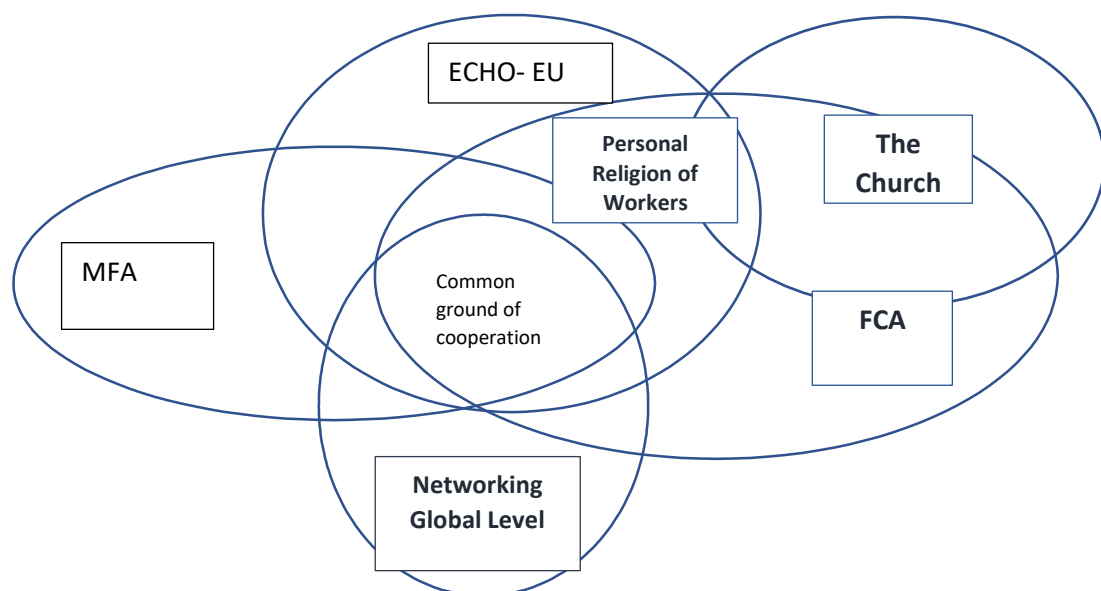 ECHO- EU
Personal
Religion of
Workers
The
Church
MFA
Common
ground of
cooperation
FCA
Networking
Global Level